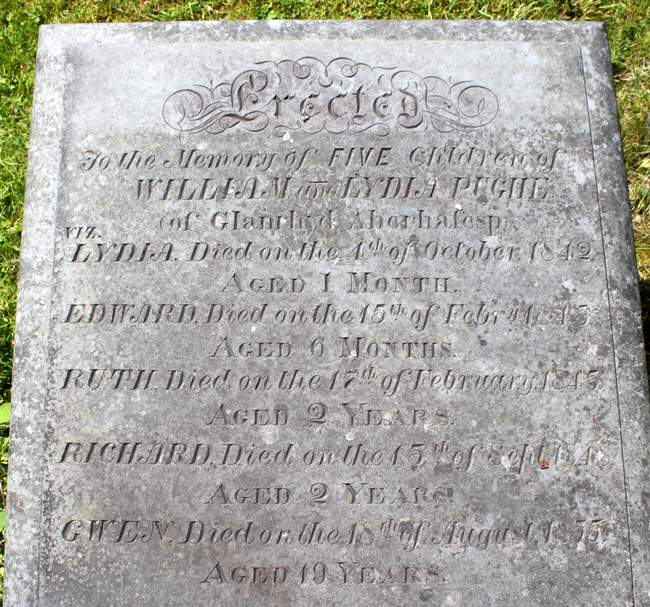 Erected
To the Memory of FIVE Children of
WILLIAM and LYDIA PUGHE
(of Glanrhyd Aberhafesp)
VIZ.
LYDIA, Died on the 4th of October 1842.
AGED 1 MONTH.
EDWARD, Died on the 15th of Febry 1845.
AGED 6 MONTHS.
RUTH, Died on the 17th of February 1845.
AGED 2 YEARS.
RICHARD, Died on the 15th of Sept.
AGED 2 YEARS
GWEN, Died on the 18th of August, 1855.
AGED 19 YEARS.